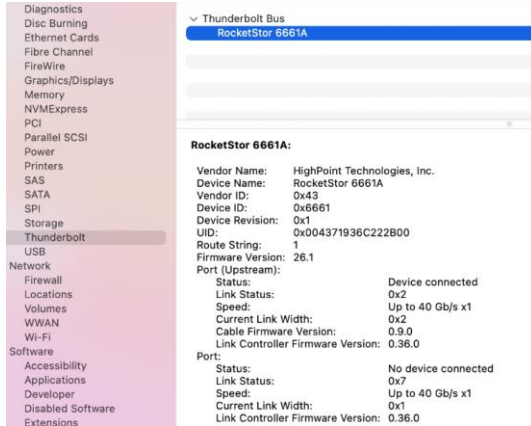 Diagnostics
Disc Burning
Ethernet Cards
Fibre Channel
FireWire
Graphics/Displays
Memory
NVMExpress
PCI
Parallel SCSI
Power
Printers
SAS
SATA
SPI
Storage
Thunderbolt
USB
Network
Firewall
Locations
Volumes
WWAN
Wi-Fi
Software
Accessibility
Applications
Developer
Disabled Software
Extensions
Thunderbolt Bus
RocketStor 6661A
RocketStor 6661A:
Vendor Name: HighPoint Technologies, Inc.
Device Name: RocketStor 6661A
Vendor ID: 0x43
Device ID: 0x6661
Device Revision: 0x1
UID: 0x004371936C222B00
Route String: 1
Firmware Version: 26.1
Port (Upstream):
Status: Device connected
Link Status: 0x2
Speed: Up to 40 Gb/s x1
Current Link Width: 0x2
Cable Firmware Version: 0.9.0
Link Controller Firmware Version: 0.36.0
Port:
Status: No device connected
Link Status: 0x7
Speed: Up to 40 Gb/s x1
Current Link Width: 0x1
Link Controller Firmware Version: 0.36.0